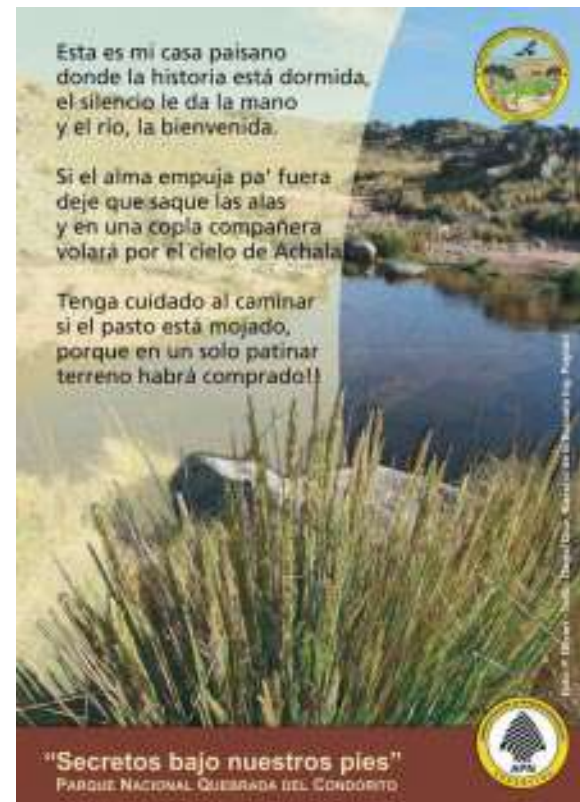 Esta es mi casa paisano
donde la historia está dormida,
el silencio le da la mano
y el río, la bienvenida.
Si el alma empuja pa' fuera
deje que saque las alas
y en una copla compañera
volará por el cielo de Achala.
Tenga cuidado al caminar
si el pasto está mojado,
porque en un solo patinar
terreno habrá comprado!!
"Secretos bajo nuestros pies"
PARQUE NACIONAL QUEBRADA DEL CONDORITO
APN